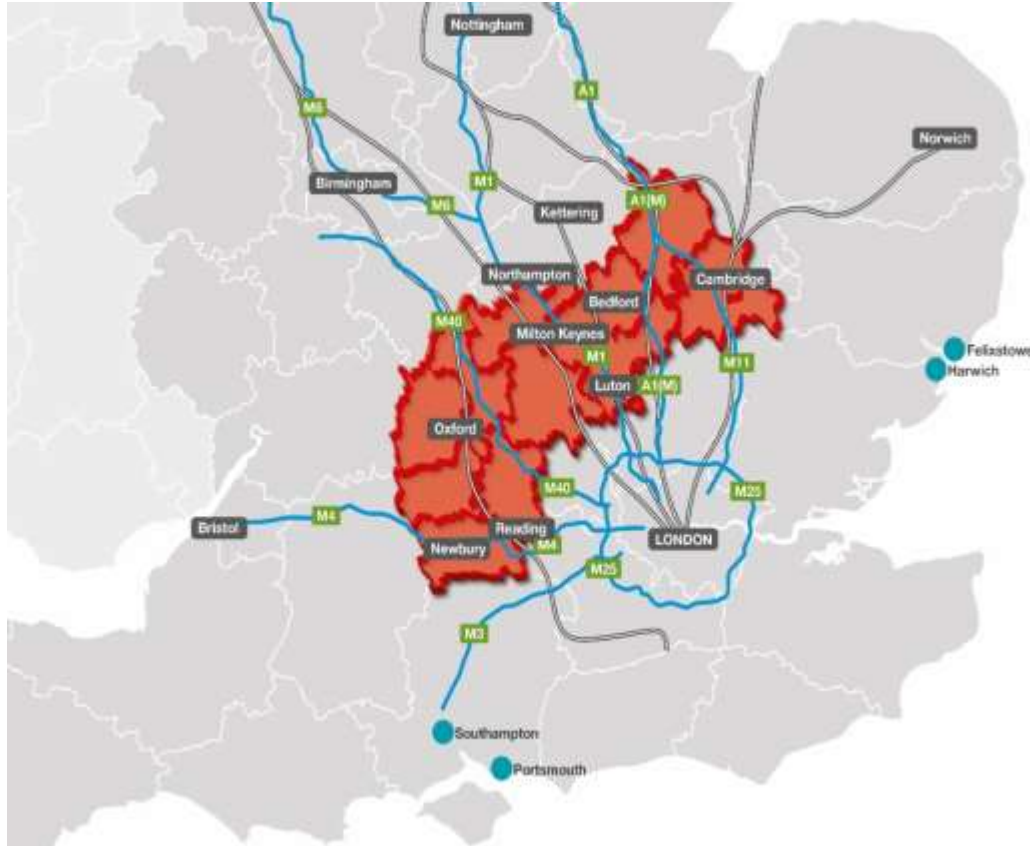 Nottingham
A1
M6
Norwich
Birmingham
M1
A1(M)
M6
Kettering
Northampton
Cambridge
Bedford
M40
Milton Keynes
M1
M11
Felixstowe
Harwich
Luton
A1(M)
Oxford
M40
M25
Bristol
M4
Reading
LONDON
Newbury
M4
M25
M3
Southampton
Portsmouth